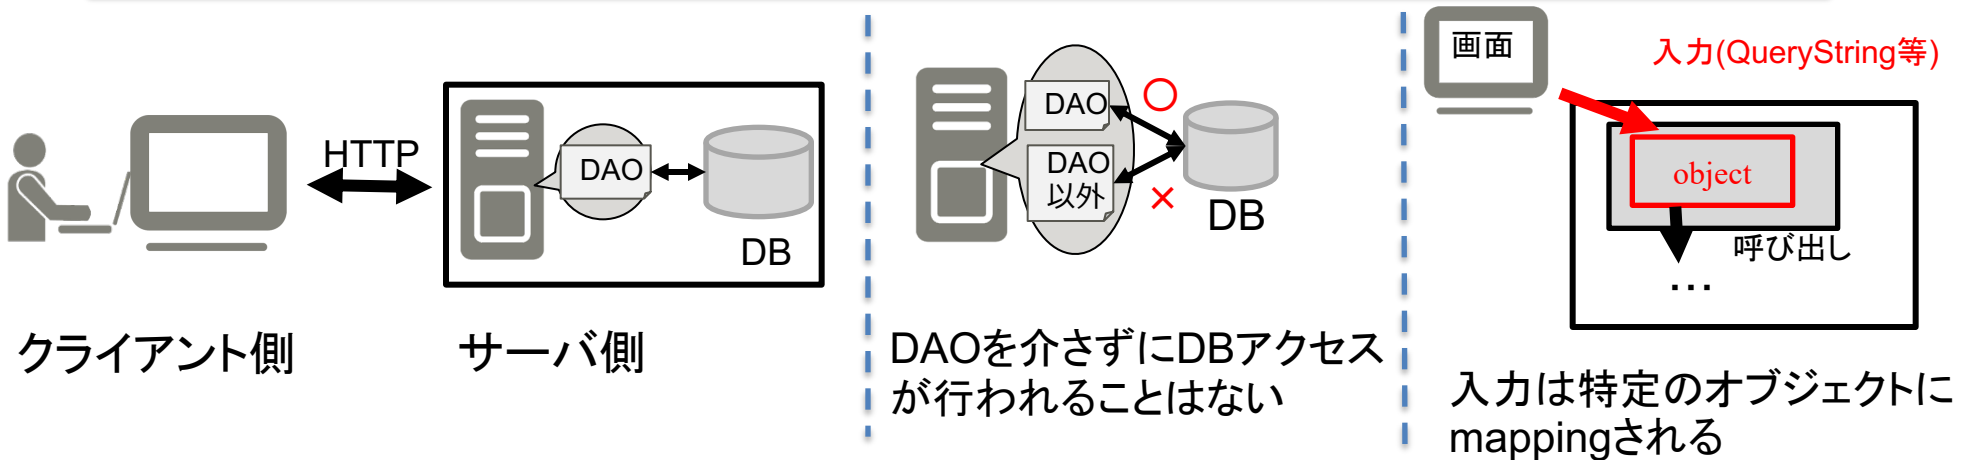 HTTP
DAO
DB
クライアント側
サーバ側
DAO
DAO
以外
〇
×
DB
DAOを介さずにDBアクセス
が行われることはない
画面
入力(QueryString等)
object
呼び出し
…
入力は特定のオブジェクトに
mappingされる